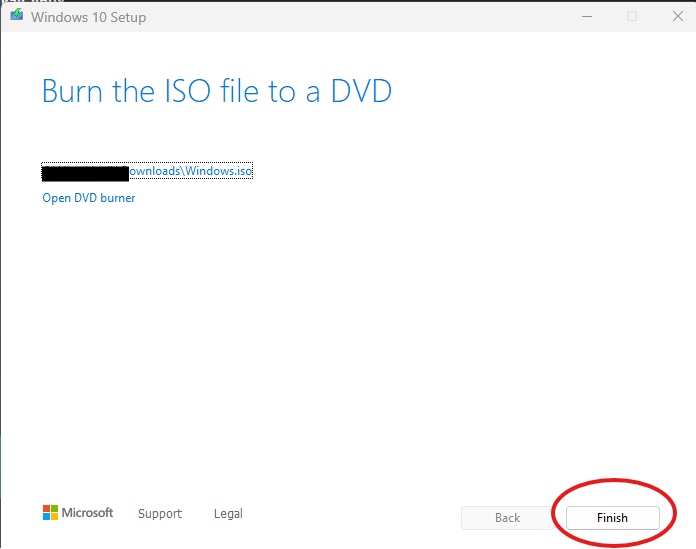 Windows 10 Setup
Burn the ISO file to a DVD
ownloads\Windows.iso
Open DVD burner
Microsoft Support Legal Back Finish